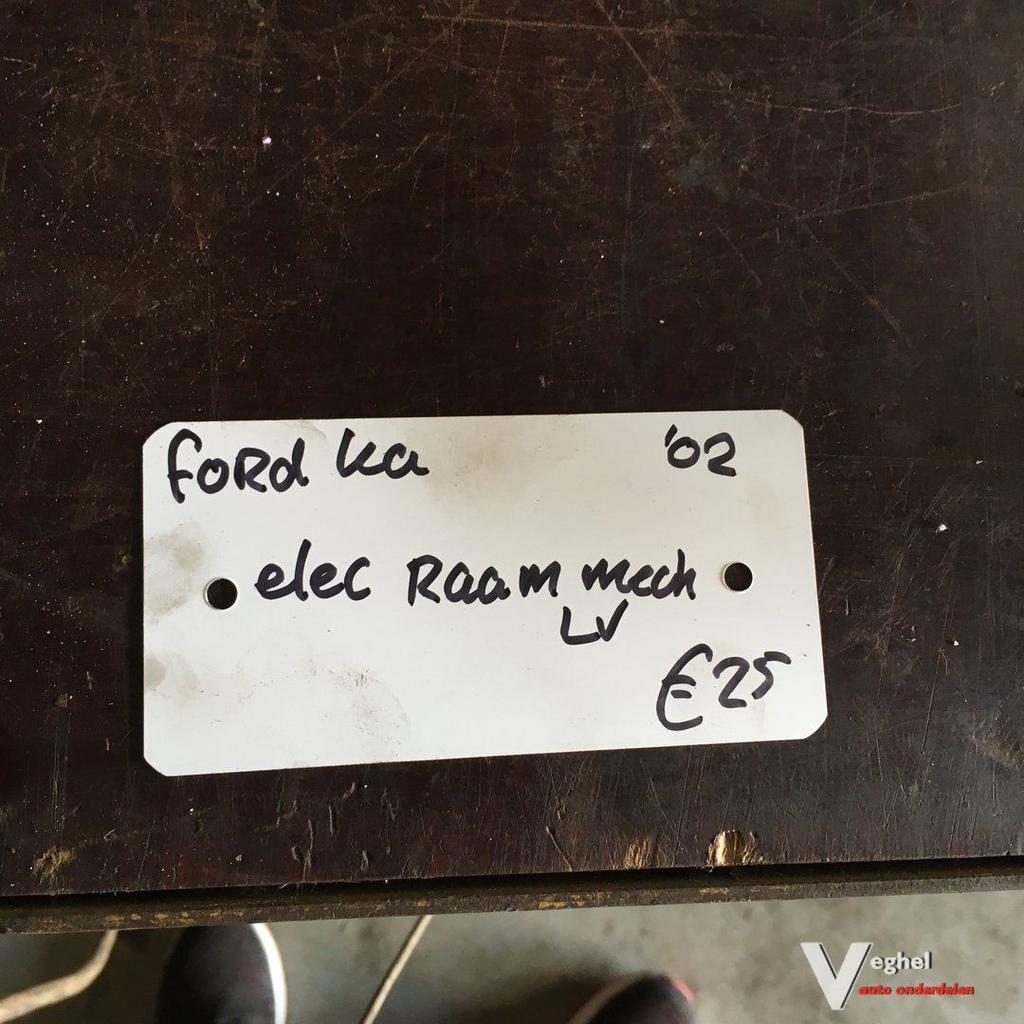 Ford ka '02
elec Raam mech
LV
€25
Veghel
auto onderdelen